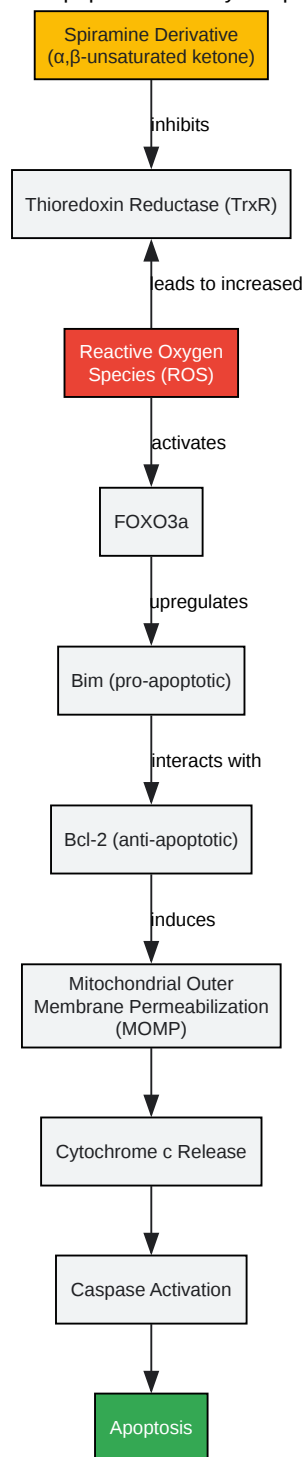 Spiramine Derivative
(α,β-unsaturated ketone)
inhibits
Thioredoxin Reductase (TrxR)
leads to increased
Reactive Oxygen
Species (ROS)
activates
FOXO3a
upregulates
Bim (pro-apoptotic)
interacts with
Bcl-2 (anti-apoptotic)
induces
Mitochondrial Outer
Membrane Permeabilization
(MOMP)
Cytochrome c Release
Caspase Activation
Apoptosis